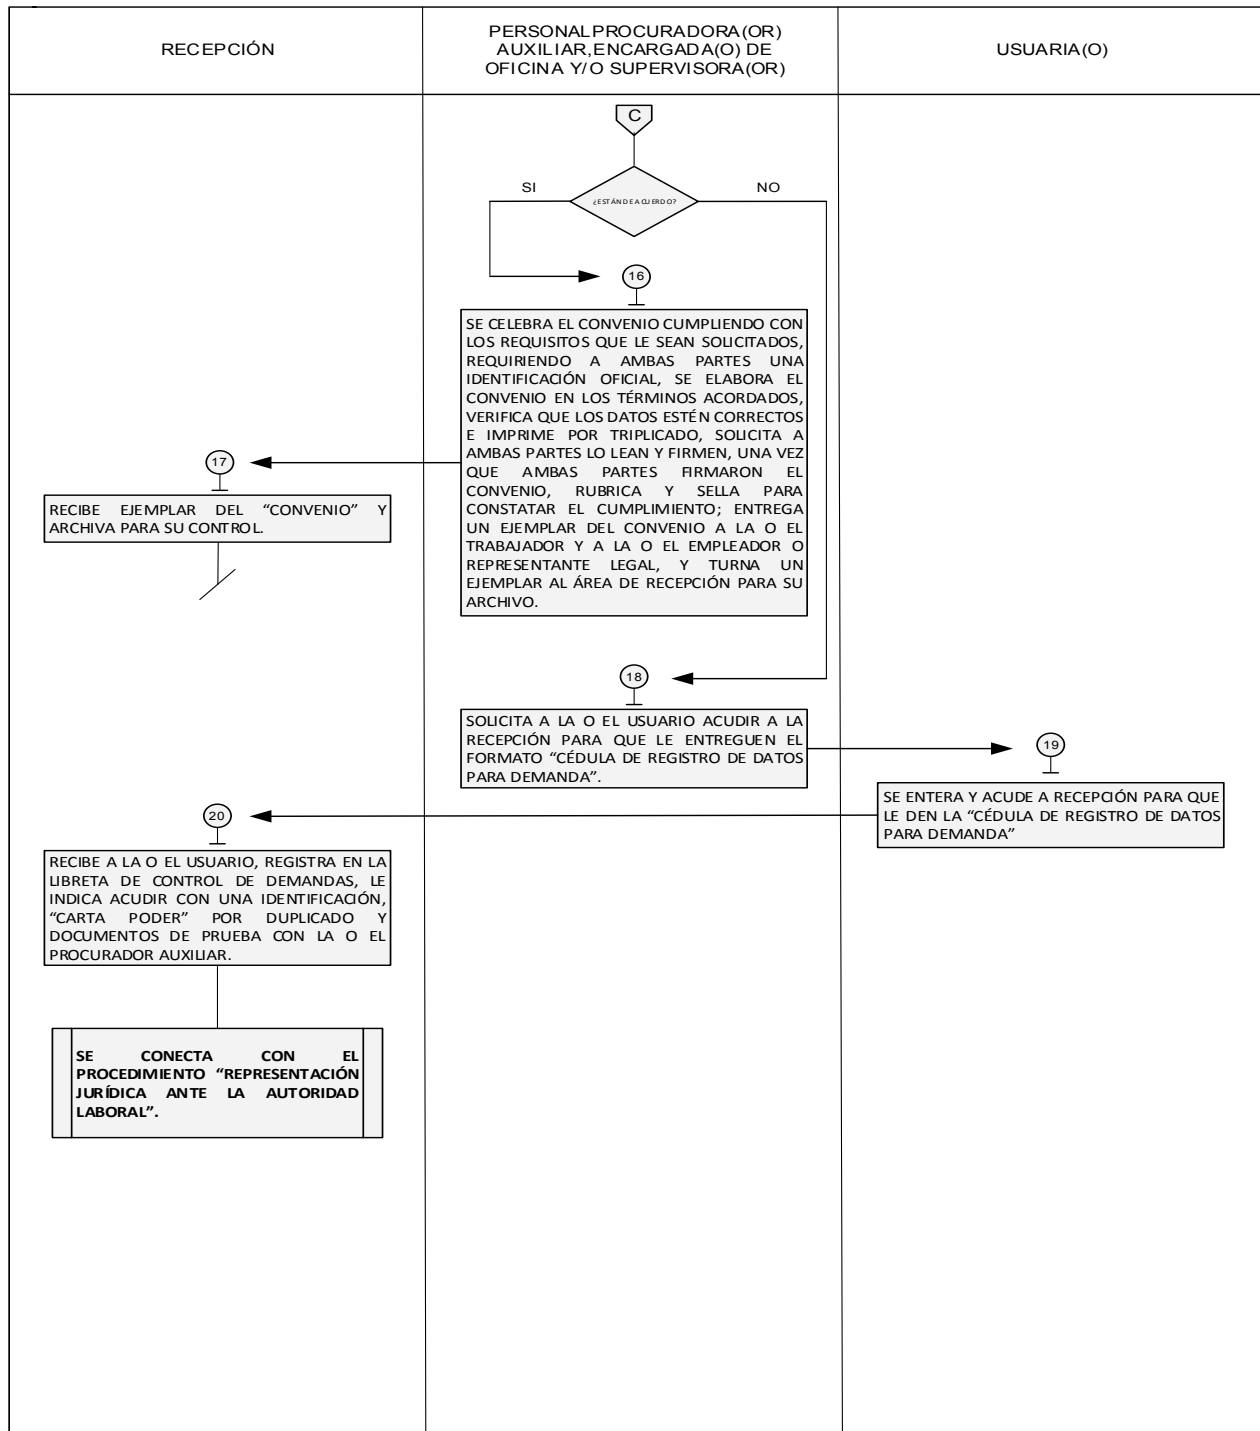 RECEPCIÓN
PERSONAL PROCURADORA(OR)
AUXILIAR, ENCARGADA(O) DE
OFICINA Y/O SUPERVISORA(OR)
USUARIA(O)
C
SI
¿ESTÁN DE ACUERDO?
NO
16
SE CELEBRA EL CONVENIO CUMPLIENDO CON
LOS REQUISITOS QUE LE SEAN SOLICITADOS,
REQUIRIENDO A AMBAS PARTES UNA
IDENTIFICACIÓN OFICIAL, SE ELABORA EL
CONVENIO EN LOS TÉRMINOS ACORDADOS,
VERIFICA QUE LOS DATOS ESTÉN CORRECTOS
E IMPRIME POR TRIPLICADO, SOLICITA A
AMBAS PARTES LO LEAN Y FIRMEN, UNA VEZ
QUE AMBAS PARTES FIRMARON EL
CONVENIO, RUBRICA Y SELLA PARA
CONSTATAR EL CUMPLIMIENTO; ENTREGA
UN EJEMPLAR DEL CONVENIO A LA O EL
TRABAJADOR Y A LA O EL EMPLEADOR O
REPRESENTANTE LEGAL, Y TURNA UN
EJEMPLAR AL ÁREA DE RECEPCIÓN PARA SU
ARCHIVO.
17
RECIBE EJEMPLAR DEL “CONVENIO” Y
ARCHIVA PARA SU CONTROL.
18
SOLICITA A LA O EL USUARIO ACUDIR A LA
RECEPCIÓN PARA QUE LE ENTREGUEN EL
FORMATO “CÉDULA DE REGISTRO DE DATOS
PARA DEMANDA”.
19
SE ENTERA Y ACUDE A RECEPCIÓN PARA QUE
LE DEN LA “CÉDULA DE REGISTRO DE DATOS
PARA DEMANDA”
20
RECIBE A LA O EL USUARIO, REGISTRA EN LA
LIBRETA DE CONTROL DE DEMANDAS, LE
INDICA ACUDIR CON UNA IDENTIFICACIÓN,
“CARTA PODER” POR DUPLICADO Y
DOCUMENTOS DE PRUEBA CON LA O EL
PROCURADOR AUXILIAR.
SE CONECTA CON EL
PROCEDIMIENTO “REPRESENTACIÓN
JURÍDICA ANTE LA AUTORIDAD
LABORAL”.